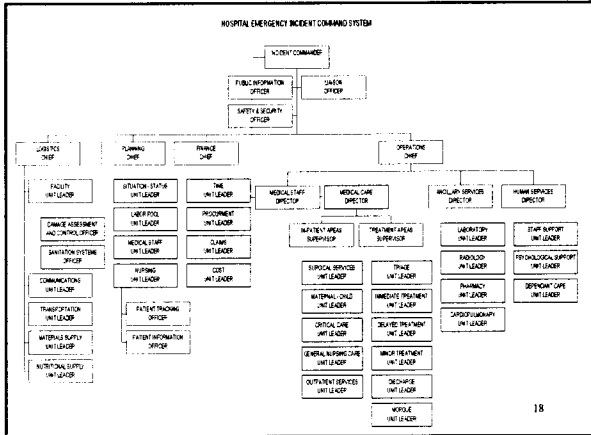 HOSPITAL EMERGENCY INCIDENT COMMAND SYSTEM
INCIDENT COMMANDER
PUBLIC INFORMATION
OFFICER
LIAISON
OFFICER
SAFETY & SECURITY
OFFICER
LOGISTICS
CHIEF
PLANNING
CHIEF
FINANCE
CHIEF
OPERATIONS
CHIEF
FACILITY
UNIT LEADER
DAMAGE ASSESSMENT
AND CONTROL OFFICER
SANITATION SYSTEMS
OFFICER
COMMUNICATIONS
UNIT LEADER
TRANSPORTATION
UNIT LEADER
MATERIALS SUPPLY
UNIT LEADER
NUTRITIONAL SUPPLY
UNIT LEADER
SITUATION - STATUS
UNIT LEADER
LABOR POOL
UNIT LEADER
MEDICAL STAFF
UNIT LEADER
NURSING
UNIT LEADER
PATIENT TRACKING
OFFICER
PATIENT INFORMATION
OFFICER
TIME
UNIT LEADER
PROCURMENT
UNIT LEADER
CLAIMS
UNIT LEADER
COST
UNIT LEADER
MEDICAL STAFF
DIRECTOR
MEDICAL CARE
DIRECTOR
IN-PATIENT AREAS
SUPERVISOR
TREATMENT AREAS
SUPERVISOR
SURGICAL SERVICES
UNIT LEADER
MATERNAL - CHILD
UNIT LEADER
CRITICAL CARE
UNIT LEADER
GENERAL NURSING CARE
UNIT LEADER
OUTPATIENT SERVICES
UNIT LEADER
TRIAGE
UNIT LEADER
IMMEDIATE TREATMENT
UNIT LEADER
DELAYED TREATMENT
UNIT LEADER
MINOR TREATMENT
UNIT LEADER
DISCHARGE
UNIT LEADER
MORGUE
UNIT LEADER
ANCILLARY SERVICES
DIRECTOR
LABORATORY
UNIT LEADER
RADIOLOGY
UNIT LEADER
PHARMACY
UNIT LEADER
CARDIOPULMONARY
UNIT LEADER
HUMAN SERVICES
DIRECTOR
STAFF SUPPORT
UNIT LEADER
PSYCHOLOGICAL SUPPORT
UNIT LEADER
DEPENDANT CARE
UNIT LEADER
18